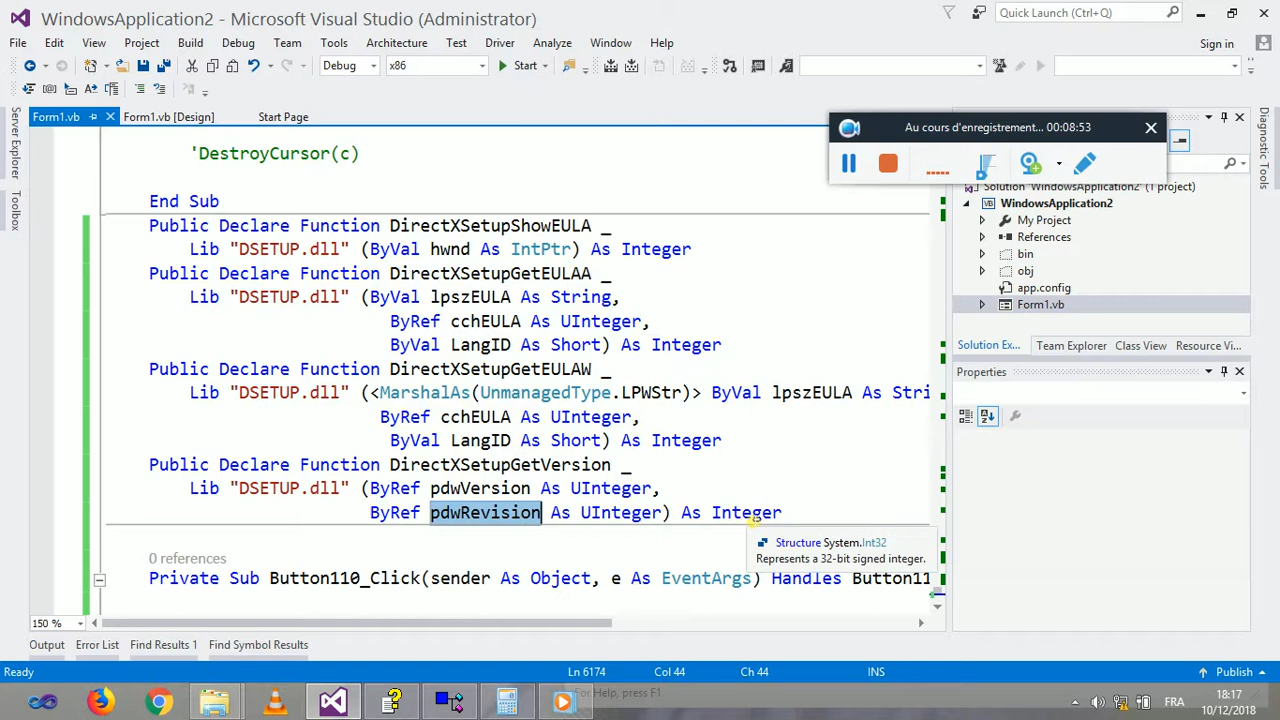 WindowsApplication2 - Microsoft Visual Studio (Administrator)
Quick Launch (Ctrl+Q)
File Edit View Project Build Debug Team Tools Architecture Test Driver Analyze Window Help
Sign in
Debug x86 Start
Form1.vb Form1.vb [Design] Start Page
Au cours d'enregistrement... 00:08:53
Server Explorer
Toolbox
Diagnostic Tools
'DestroyCursor(c)
End Sub
Public Declare Function DirectXSetupShowEULA _
Lib "DSETUP.dll" (ByVal hwnd As IntPtr) As Integer
Public Declare Function DirectXSetupGetEULAA _
Lib "DSETUP.dll" (ByVal lpszEULA As String,
ByRef cchEULA As UInteger,
ByVal LangID As Short) As Integer
Public Declare Function DirectXSetupGetEULAW _
Lib "DSETUP.dll" (<MarshalAs(UnmanagedType.LPWStr)> ByVal lpszEULA As Stri
ByRef cchEULA As UInteger,
ByVal LangID As Short) As Integer
Public Declare Function DirectXSetupGetVersion _
Lib "DSETUP.dll" (ByRef pdwVersion As UInteger,
ByRef pdwRevision As UInteger) As Integer
Structure System.Int32
Represents a 32-bit signed integer.
0 references
Private Sub Button110_Click(sender As Object, e As EventArgs) Handles Button11
150 %
Solution 'WindowsApplication2' (1 project)
WindowsApplication2
My Project
References
bin
obj
app.config
Form1.vb
Solution Ex... Team Explorer Class View Resource Vi...
Properties
Output Error List Find Results 1 Find Symbol Results
Ready Ln 6174 Col 44 Ch 44 INS Publish
For Help, press F1
FRA
18:17
10/12/2018